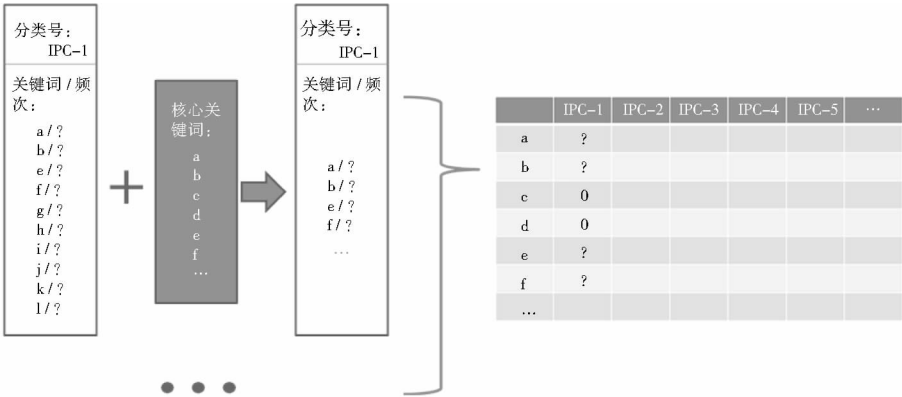 分类号：
IPC-1
关键词/频
次：
a/?
b/?
e/?
f/?
g/?
h/?
i/?
j/?
k/?
l/?
+
核心关
键词：
a
b
c
d
e
f
…
分类号：
IPC-1
关键词/频
次：
a/?
b/?
e/?
f/?
…
IPC-1 IPC-2 IPC-3 IPC-4 IPC-5 …
a ?
b ?
c 0
d 0
e ?
f ?
…